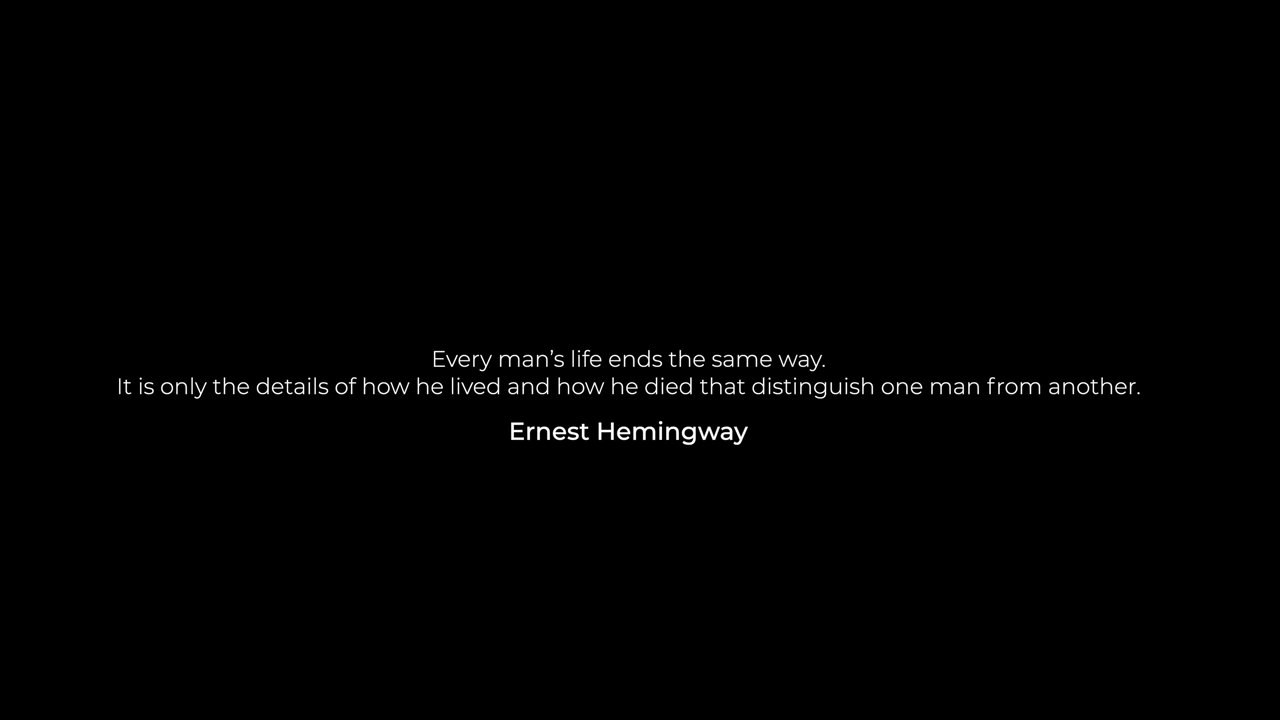 Every man’s life ends the same way.
It is only the details of how he lived and how he died that distinguish one man from another.
Ernest Hemingway